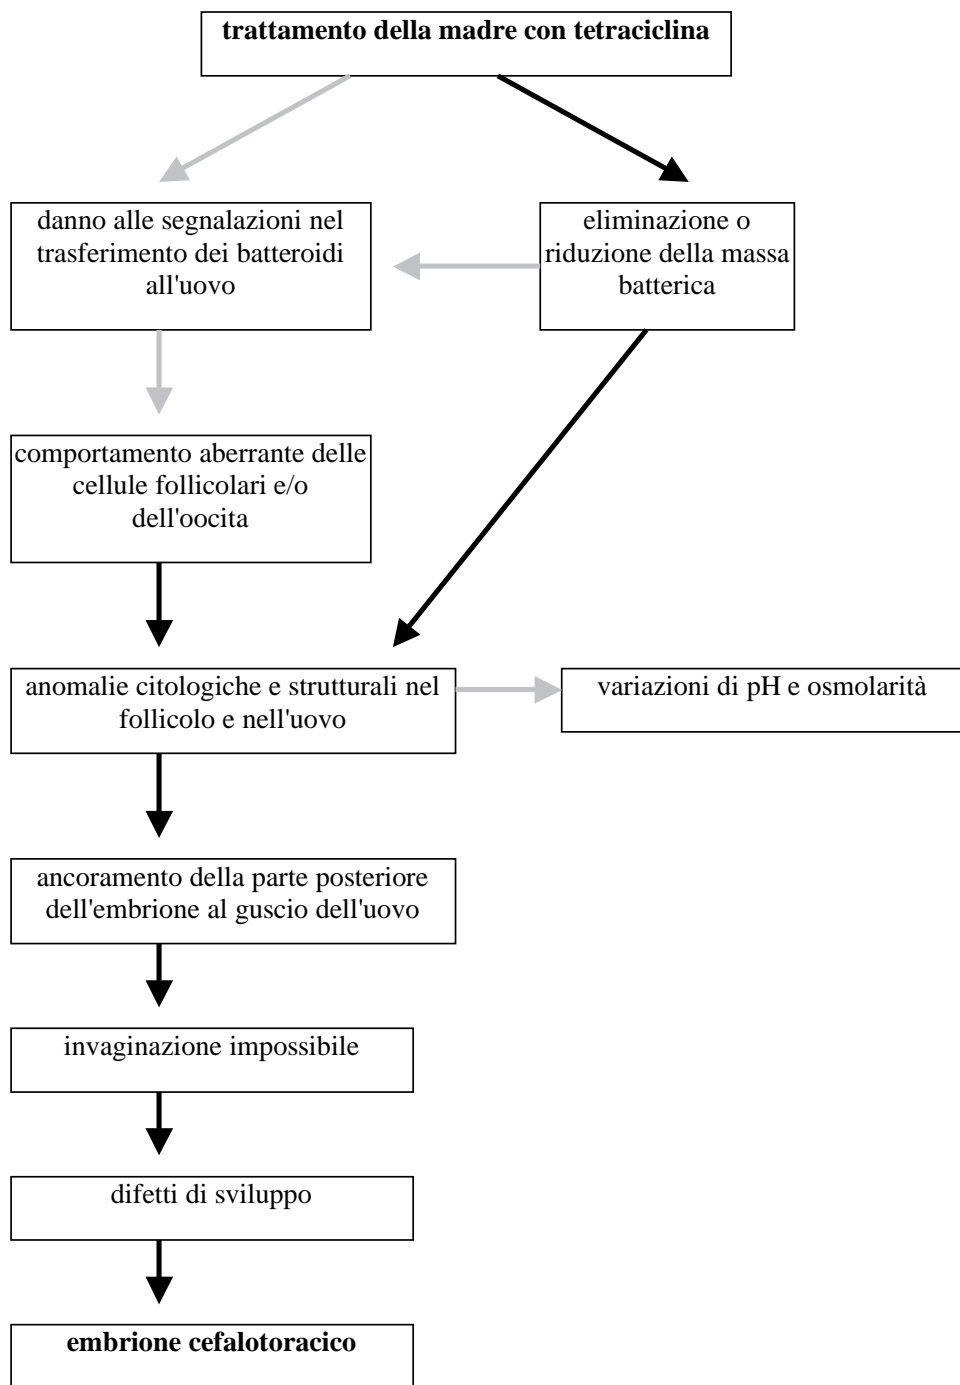 trattamento della madre con tetraciclina
danno alle segnalazioni nel
trasferimento dei batteroidi
all'uovo
eliminazione o
riduzione della massa
batterica
comportamento aberrante delle
cellule follicolari e/o
dell'oocita
anomalie citologiche e strutturali nel
follicolo e nell'uovo
variazioni di pH e osmolarità
ancoramento della parte posteriore
dell'embrione al guscio dell'uovo
invaginazione impossibile
difetti di sviluppo
embrione cefalotoracico